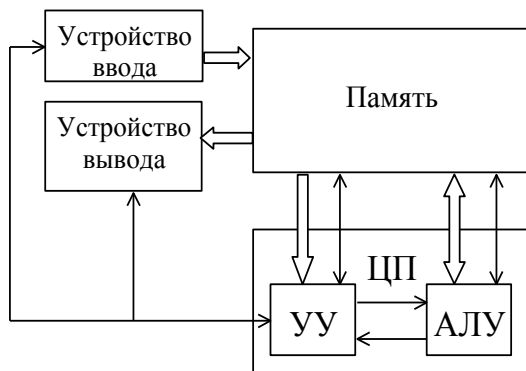 Устройство
ввода
Память
Устройство
вывода
ЦП
УУ
АЛУ